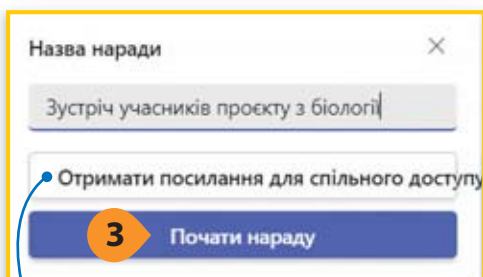 Назва наради
Зустріч учасників проєкту з біології
Отримати посилання для спільного доступу
3 Почати нараду